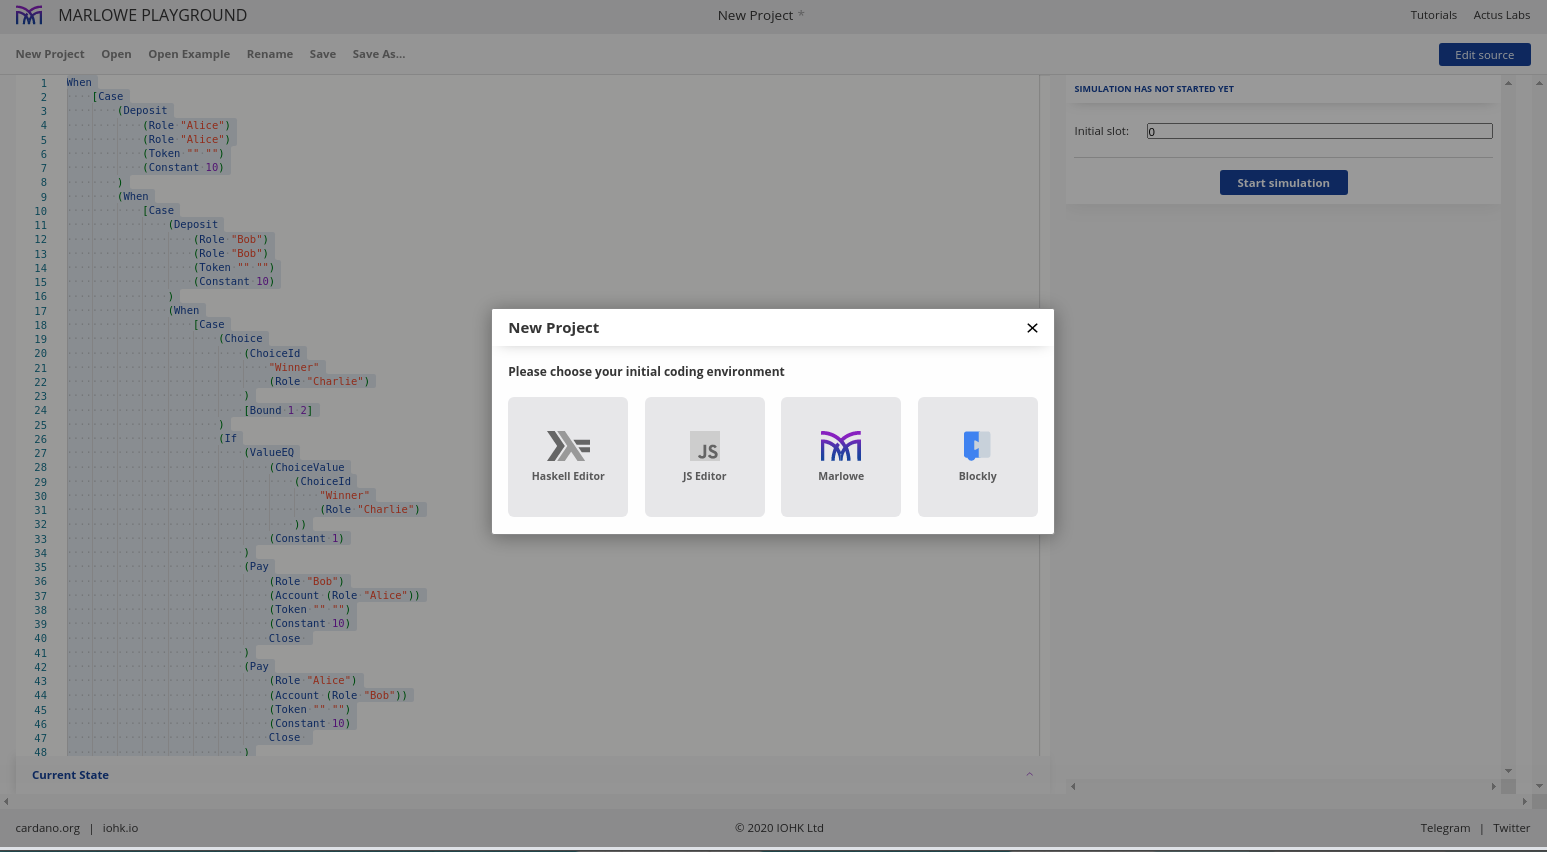 MARLOWE PLAYGROUND
New Project *
Tutorials Actus Labs
New Project Open Open Example Rename Save Save As...
Edit source
1 When
2 [Case
3 (Deposit
4 (Role "Alice")
5 (Role "Alice")
6 (Token "" "")
7 (Constant 10)
8 )
9 (When
10 [Case
11 (Deposit
12 (Role "Bob")
13 (Role "Bob")
14 (Token "" "")
15 (Constant 10)
16 )
17 (When
18 [Case
19 (Choice
20 (ChoiceId
21 "Winner"
22 (Role "Charlie")
23 )
24 [Bound 1 2]
25 )
26 (If
27 (ValueEQ
28 (ChoiceValue
29 (ChoiceId
30 "Winner"
31 (Role "Charlie")
32 ))
33 (Constant 1)
34 )
35 (Pay
36 (Role "Bob")
37 (Account (Role "Alice"))
38 (Token "" "")
39 (Constant 10)
40 Close
41 )
42 (Pay
43 (Role "Alice")
44 (Account (Role "Bob"))
45 (Token "" "")
46 (Constant 10)
47 Close
48 )
SIMULATION HAS NOT STARTED YET
Initial slot: 0
Start simulation
New Project
Please choose your initial coding environment
Haskell Editor
JS
JS Editor
Marlowe
Blockly
Current State
cardano.org | iohk.io
© 2020 IOHK Ltd
Telegram | Twitter